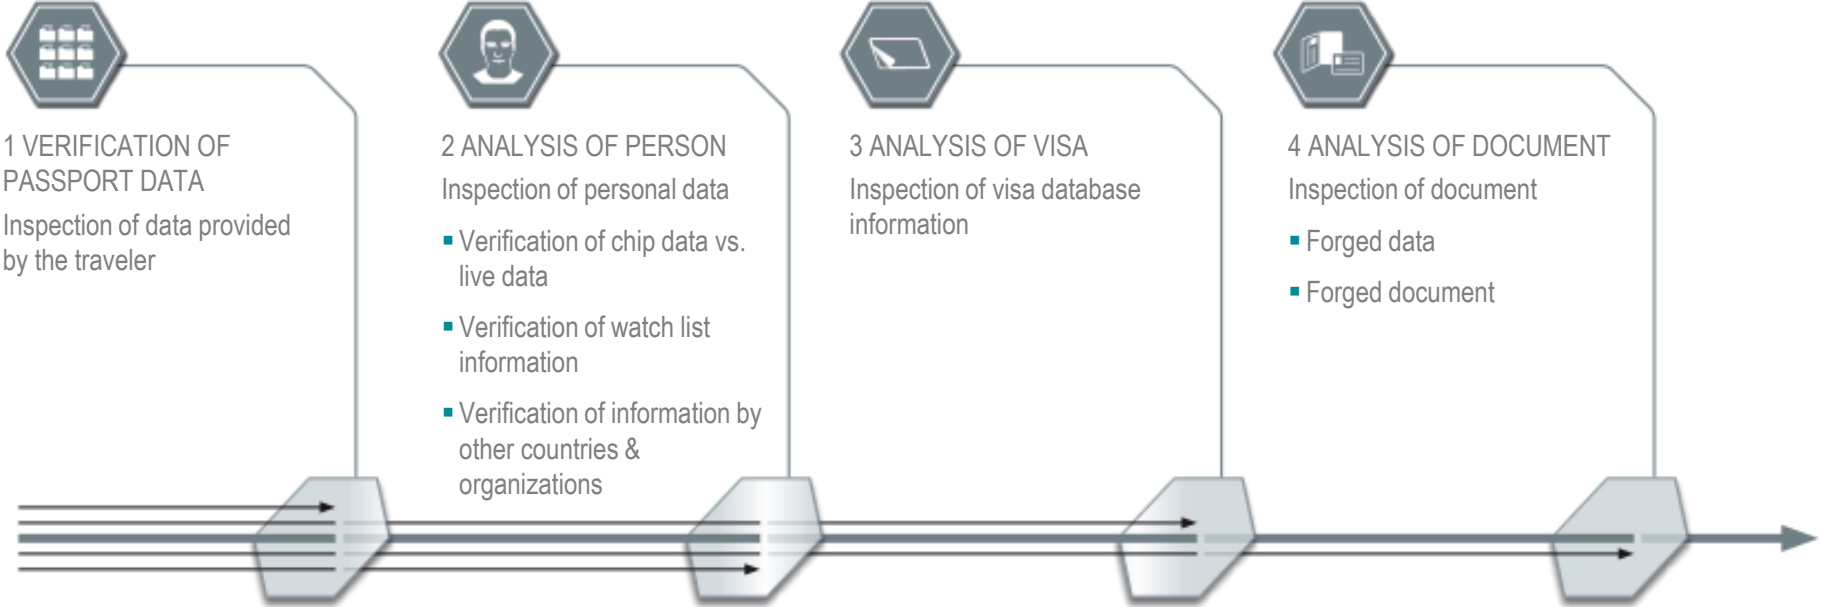 1 VERIFICATION OF
PASSPORT DATA
Inspection of data provided
by the traveler
2 ANALYSIS OF PERSON
Inspection of personal data
▪ Verification of chip data vs.
live data
▪ Verification of watch list
information
▪ Verification of information by
other countries &
organizations
3 ANALYSIS OF VISA
Inspection of visa database
information
4 ANALYSIS OF DOCUMENT
Inspection of document
▪ Forged data
▪ Forged document